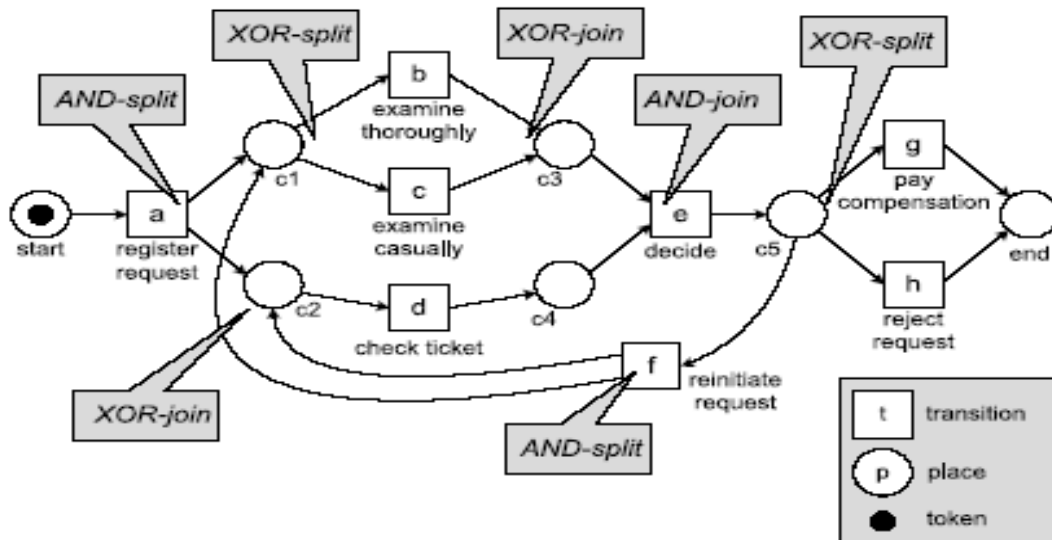 XOR-split
XOR-join
XOR-split
AND-split
AND-join
b
examine
thoroughly
g
pay
compensation
c1
c
examine
casually
c3
a
register
request
start
e
decide
c5
end
c2
d
check ticket
c4
h
reject
request
f
reinitiate
request
XOR-join
AND-split
t
transition
p
place
token